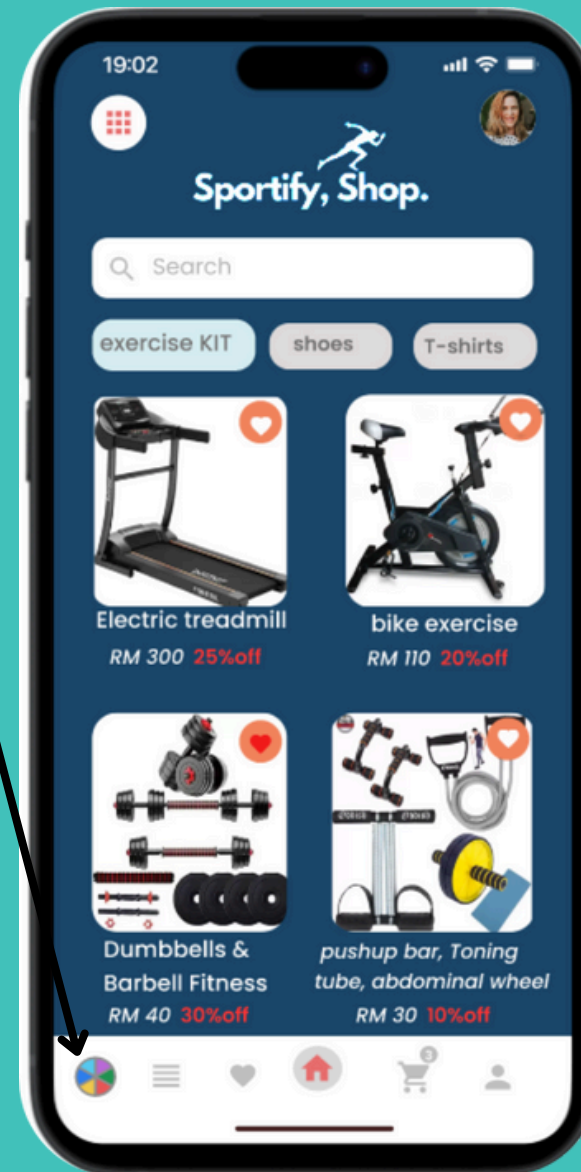 19:02
Sportify, Shop.
Search
exercise KIT
shoes
T-shirts
Electric treadmill
RM 300 25%off
bike exercise
RM 110 20%off
Dumbbells &
Barbell Fitness
RM 40 30%off
pushup bar, Toning
tube, abdominal wheel
RM 30 10%off
3